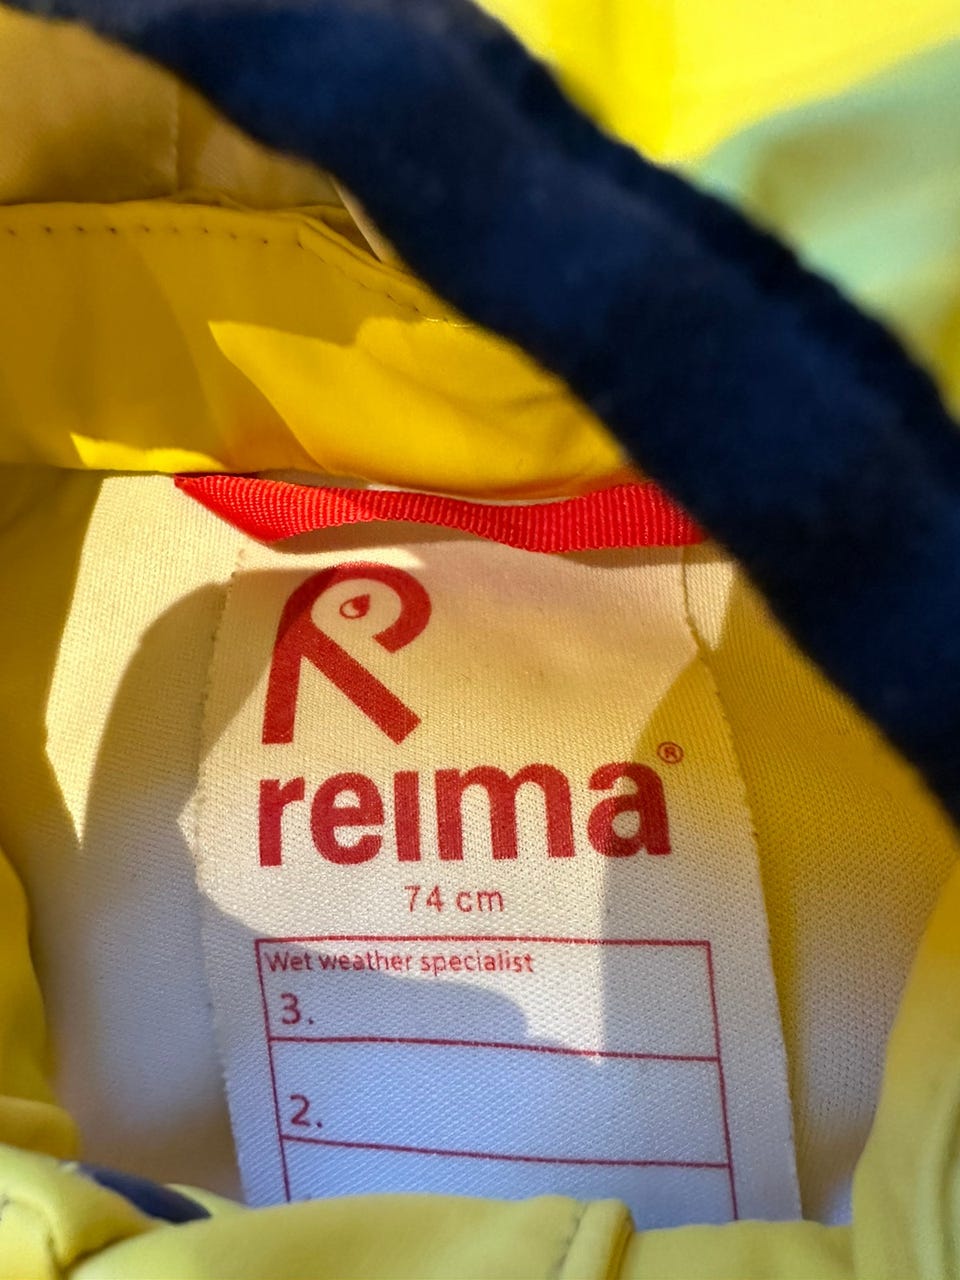 reima®
74 cm
Wet weather specialist
3.
2.